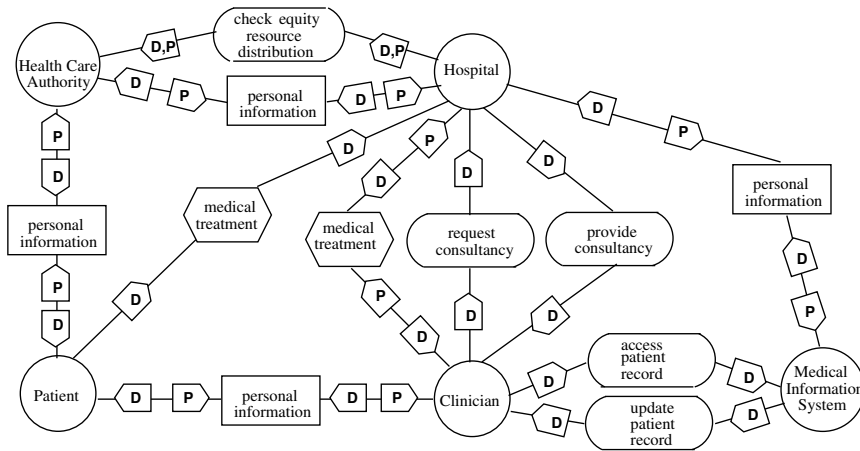 check equity
resource
distribution
D,P
D,P
Health Care
Authority
Hospital
D
P
personal
information
D
P
D
P
P
D
D
P
D
D
P
D
D
personal
information
medical
treatment
medical
treatment
request
consultancy
provide
consultancy
personal
information
P
D
D
P
D
D
D
D
P
access
patient
record
D
D
Patient
D
P
personal
information
D
P
Clinician
Medical
Information
System
D
update
patient
record
D